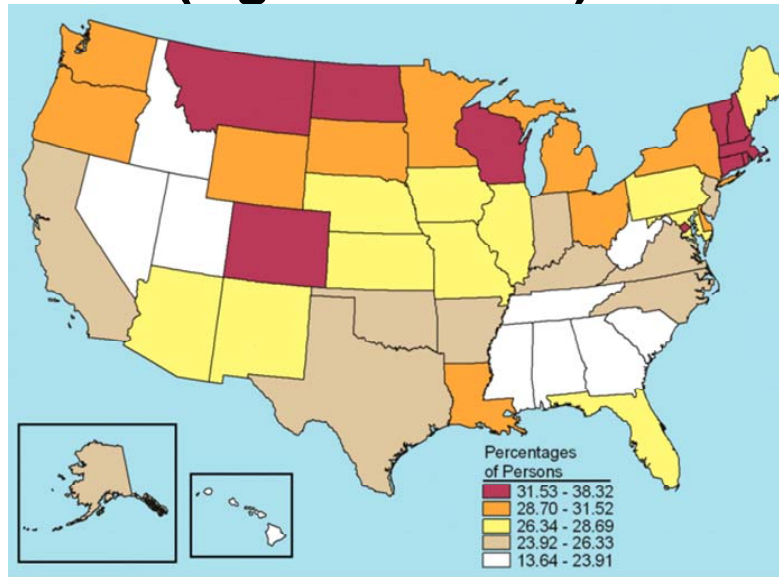 Percentages
of Persons
31.53 - 38.32
28.70 - 31.52
26.34 - 28.69
23.92 - 26.33
13.64 - 23.91